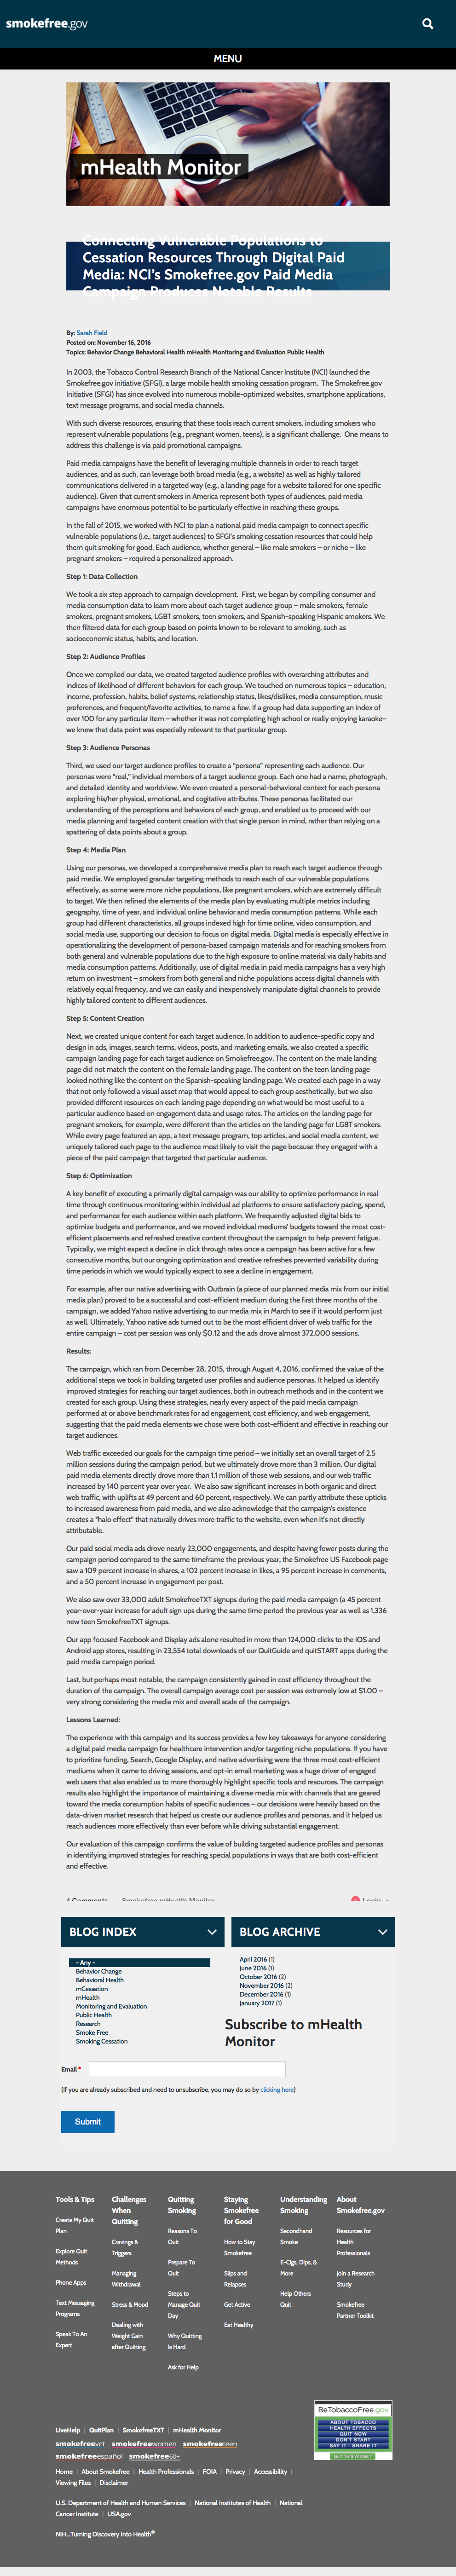 smokefree.gov
MENU
mHealth Monitor
Connecting Vulnerable Populations to
Cessation Resources Through Digital Paid
Media: NCI's Smokefree.gov Paid Media
Campaign Produces Notable Results
By: Sarah Field
Posted on: November 16, 2016
Topics: Behavior Change Behavioral Health mHealth Monitoring and Evaluation Public Health
In 2003, the Tobacco Control Research Branch of the National Cancer Institute (NCI) launched the
Smokefree.gov initiative (SFGI), a large mobile health smoking cessation program. The Smokefree.gov
Initiative (SFGI) has since evolved into numerous mobile-optimized websites, smartphone applications,
text message programs, and social media channels.
With such diverse resources, ensuring that these tools reach current smokers, including smokers who
represent vulnerable populations (e.g., pregnant women, teens), is a significant challenge. One means to
address this challenge is via paid promotional campaigns.
Paid media campaigns have the benefit of leveraging multiple channels in order to reach target
audiences, and as such, can leverage both broad media (e.g., a website) as well as highly tailored
communications delivered in a targeted way (e.g., a landing page for a website tailored for one specific
audience). Given that current smokers in America represent both types of audiences, paid media
campaigns have enormous potential to be particularly effective in reaching these groups.
In the fall of 2015, we worked with NCI to plan a national paid media campaign to connect specific
vulnerable populations (i.e., target audiences) to SFGI's smoking cessation resources that could help
them quit smoking for good. Each audience, whether general – like male smokers – or niche – like
pregnant smokers – required a personalized approach.
Step 1: Data Collection
We took a six step approach to campaign development. First, we began by compiling consumer and
media consumption data to learn more about each target audience group – male smokers, female
smokers, pregnant smokers, LGBT smokers, teen smokers, and Spanish-speaking Hispanic smokers. We
then filtered data for each group based on points known to be relevant to smoking, such as
socioeconomic status, habits, and location.
Step 2: Audience Profiles
Once we compiled our data, we created targeted audience profiles with overarching attributes and
indices of likelihood of different behaviors for each group. We touched on numerous topics – education,
income, profession, habits, belief systems, relationship status, likes/dislikes, media consumption, music
preferences, and frequent/favorite activities, to name a few. If a group had data supporting an index of
over 100 for any particular item – whether it was not completing high school or really enjoying karaoke–
we knew that data point was especially relevant to that particular group.
Step 3: Audience Personas
Third, we used our target audience profiles to create a "persona" representing each audience. Our
personas were "real," individual members of a target audience group. Each one had a name, photograph,
and detailed identity and worldview. We even created a personal-behavioral context for each persona
exploring his/her physical, emotional, and cogitative attributes. These personas facilitated our
understanding of the perceptions and behaviors of each group, and enabled us to proceed with our
media planning and targeted content creation with that single person in mind, rather than relying on a
spattering of data points about a group.
Step 4: Media Plan
Using our personas, we developed a comprehensive media plan to reach each target audience through
paid media. We employed granular targeting methods to reach each of our vulnerable populations
effectively, as some were more niche populations, like pregnant smokers, which are extremely difficult
to target. We then refined the elements of the media plan by evaluating multiple metrics including
geography, time of year, and individual online behavior and media consumption patterns. While each
group had different characteristics, all groups indexed high for time online, video consumption, and
social media use, supporting our decision to focus on digital media. Digital media is especially effective in
operationalizing the development of persona-based campaign materials and for reaching smokers from
both general and vulnerable populations due to the high exposure to online material via daily habits and
media consumption patterns. Additionally, use of digital media in paid media campaigns has a very high
return on investment – smokers from both general and niche populations access digital channels with
relatively equal frequency, and we can easily and inexpensively manipulate digital channels to provide
highly tailored content to different audiences.
Step 5: Content Creation
Next, we created unique content for each target audience. In addition to audience-specific copy and
design in ads, images, search terms, videos, posts, and marketing emails, we also created a specific
campaign landing page for each target audience on Smokefree.gov. The content on the male landing
page did not match the content on the female landing page. The content on the teen landing page
looked nothing like the content on the Spanish-speaking landing page. We created each page in a way
that not only followed a visual asset map that would appeal to each group aesthetically, but we also
provided different resources on each landing page depending on what would be most useful to a
particular audience based on engagement data and usage rates. The articles on the landing page for
pregnant smokers, for example, were different than the articles on the landing page for LGBT smokers.
While every page featured an app, a text message program, top articles, and social media content, we
uniquely tailored each page to the audience most likely to visit the page because they engaged with a
piece of the paid campaign that targeted that particular audience.
Step 6: Optimization
A key benefit of executing a primarily digital campaign was our ability to optimize performance in real
time through continuous monitoring within individual ad platforms to ensure satisfactory pacing, spend,
and performance for each audience within each platform. We frequently adjusted digital bids to
optimize budgets and performance, and we moved individual mediums' budgets toward the most cost-
efficient placements and refreshed creative content throughout the campaign to help prevent fatigue.
Typically, we might expect a decline in click through rates once a campaign has been active for a few
consecutive months, but our ongoing optimization and creative refreshes prevented variability during
time periods in which we would typically expect to see a decline in engagement.
For example, after our native advertising with Outbrain (a piece of our planned media mix from our initial
media plan) proved to be a successful and cost-efficient medium during the first three months of the
campaign, we added Yahoo native advertising to our media mix in March to see if it would perform just
as well. Ultimately, Yahoo native ads turned out to be the most efficient driver of web traffic for the
entire campaign – cost per session was only $0.12 and the ads drove almost 372,000 sessions.
Results:
The campaign, which ran from December 28, 2015, through August 4, 2016, confirmed the value of the
additional steps we took in building targeted user profiles and audience personas. It helped us identify
improved strategies for reaching our target audiences, both in outreach methods and in the content we
created for each group. Using these strategies, nearly every aspect of the paid media campaign
performed at or above benchmark rates for ad engagement, cost efficiency, and web engagement,
suggesting that the paid media elements we chose were both cost-efficient and effective in reaching our
target audiences.
Web traffic exceeded our goals for the campaign time period – we initially set an overall target of 2.5
million sessions during the campaign period, but we ultimately drove more than 3 million. Our digital
paid media elements directly drove more than 1.1 million of those web sessions, and our web traffic
increased by 140 percent year over year. We also saw significant increases in both organic and direct
web traffic, with uplifts of 49 percent and 60 percent, respectively. We can partly attribute these upticks
to increased awareness from paid media, and we also acknowledge that the campaign's existence
creates a "halo effect" that naturally drives more traffic to the website, even when it's not directly
attributable.
Our paid social media ads drove nearly 23,000 engagements, and despite having fewer posts during the
campaign period compared to the same timeframe the previous year, the Smokefree US Facebook page
saw a 109 percent increase in shares, a 102 percent increase in likes, a 95 percent increase in comments,
and a 50 percent increase in engagement per post.
We also saw over 33,000 adult SmokefreeTXT signups during the paid media campaign (a 45 percent
year-over-year increase for adult sign ups during the same time period the previous year as well as 1,336
new teen SmokefreeTXT signups.
Our app focused Facebook and Display ads alone resulted in more than 124,000 clicks to the iOS and
Android app stores, resulting in 23,554 total downloads of our QuitGuide and quitSTART apps during the
paid media campaign period.
Last, but perhaps most notable, the campaign consistently gained in cost efficiency throughout the
duration of the campaign. The overall campaign average cost per session was extremely low at $1.00 –
very strong considering the media mix and overall scale of the campaign.
Lessons Learned:
The experience with this campaign and its success provides a few key takeaways for anyone considering
a digital paid media campaign for healthcare intervention and/or targeting niche populations. If you have
to prioritize funding, Search, Google Display, and native advertising were the three most cost-efficient
mediums when it came to driving sessions, and opt-in email marketing was a huge driver of engaged
web users that also enabled us to more thoroughly highlight specific tools and resources. The campaign
results also highlight the importance of maintaining a diverse media mix with channels that are geared
toward the media consumption habits of specific audiences – our decisions were heavily based on the
data-driven market research that helped us create our audience profiles and personas, and it helped us
reach audiences more effectively than ever before while driving substantial engagement.
Our evaluation of this campaign confirms the value of building targeted audience profiles and personas
in identifying improved strategies for reaching special populations in ways that are both cost-efficient
and effective.
4 Comments Smokefree mHealth Monitor Login
BLOG INDEX
- Any -
Behavior Change
Behavioral Health
mCessation
mHealth
Monitoring and Evaluation
Public Health
Research
Smoke Free
Smoking Cessation
BLOG ARCHIVE
April 2016 (1)
June 2016 (1)
October 2016 (2)
November 2016 (2)
December 2016 (1)
January 2017 (1)
Subscribe to mHealth
Monitor
Email *
(If you are already subscribed and need to unsubscribe, you may do so by clicking here)
Submit
Tools & Tips
Create My Quit
Plan
Explore Quit
Methods
Phone Apps
Text Messaging
Programs
Speak To An
Expert
Challenges
When
Quitting
Cravings &
Triggers
Managing
Withdrawal
Stress & Mood
Dealing with
Weight Gain
after Quitting
Quitting
Smoking
Reasons To
Quit
Prepare To
Quit
Steps to
Manage Quit
Day
Why Quitting
Is Hard
Ask for Help
Staying
Smokefree
for Good
How to Stay
Smokefree
Slips and
Relapses
Get Active
Eat Healthy
Understanding
Smoking
Secondhand
Smoke
E-Cigs, Dips, &
More
Help Others
Quit
About
Smokefree.gov
Resources for
Health
Professionals
Join a Research
Study
Smokefree
Partner Toolkit
LiveHelp | QuitPlan | SmokefreeTXT | mHealth Monitor
smokefreevet smokefreewomen smokefreeteen
smokefreeespañol smokefree60+
Home | About Smokefree | Health Professionals | FOIA | Privacy | Accessibility |
Viewing Files | Disclaimer
U.S. Department of Health and Human Services | National Institutes of Health | National
Cancer Institute | USA.gov
NIH...Turning Discovery Into Health®
BeTobaccoFree.gov
ABOUT TOBACCO
HEALTH EFFECTS
QUIT NOW
DON'T START
SAY IT - SHARE IT
GET THIS WIDGET